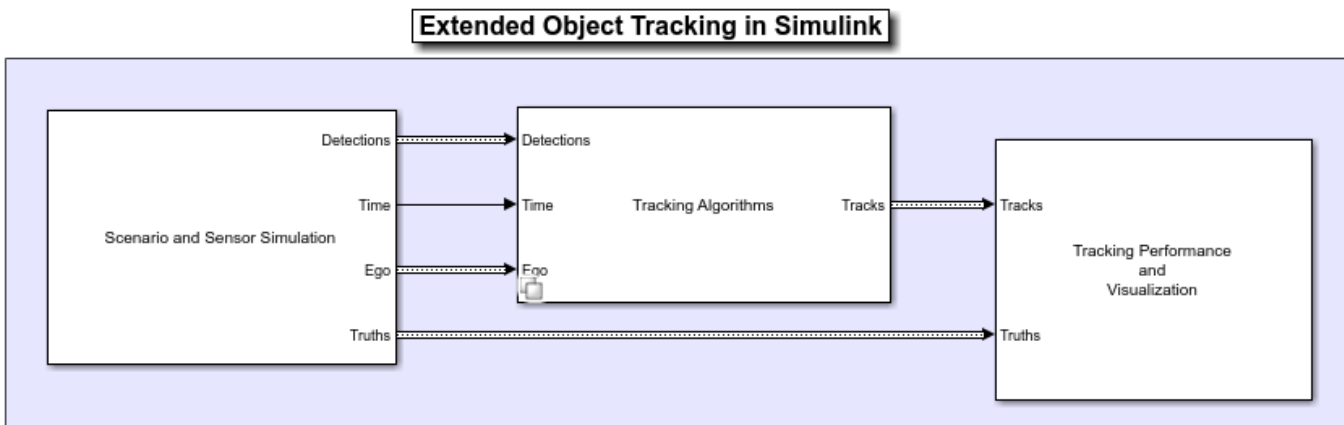 Extended Object Tracking in Simulink
Scenario and Sensor Simulation
Detections
Time
Ego
Truths
Detections
Time
Ego
Tracking Algorithms
Tracks
Tracks
Truths
Tracking Performance
and
Visualization